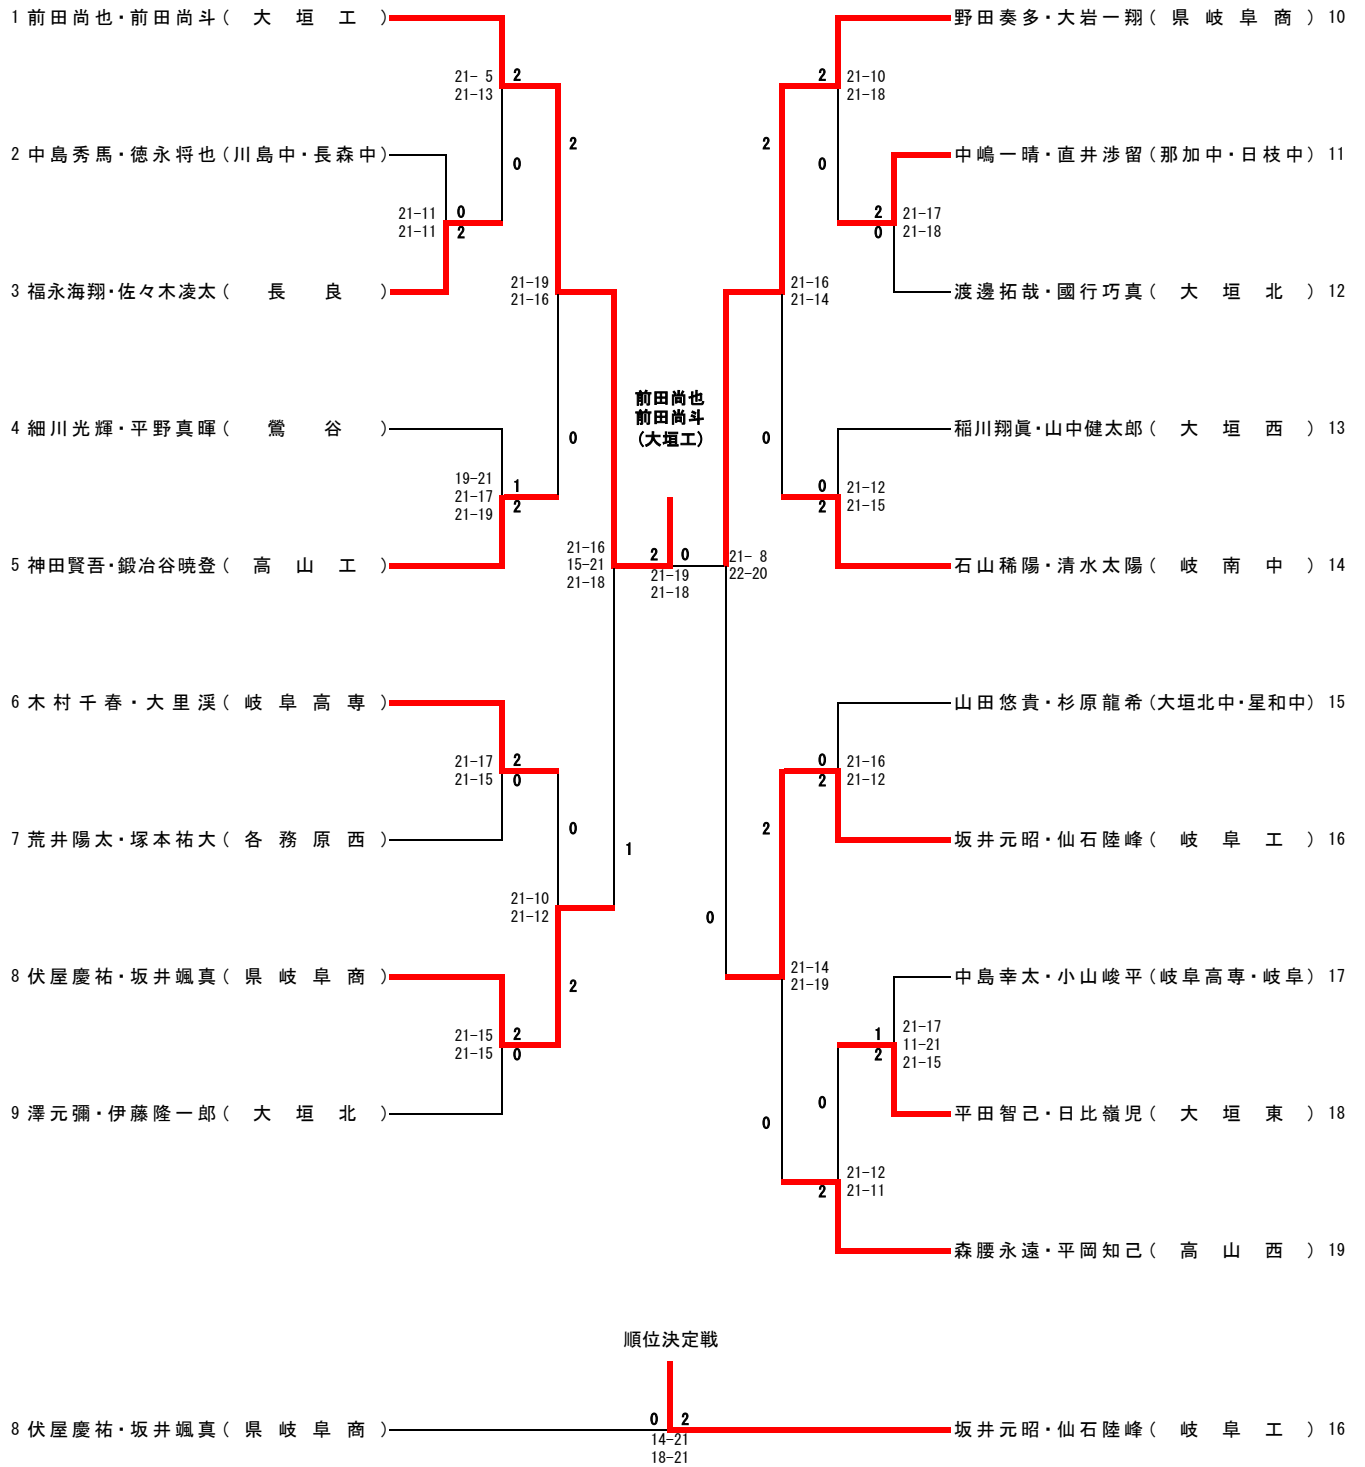 1 前田尚也・前田尚斗(大垣工)
野田奏多・大岩一翔(県岐阜商) 10
21- 5 2
21-13
2 21-10
21-18
2
0
2
0
2 中島秀馬・徳永将也(川島中・長森中)
中嶋一晴・直井渉留(那加中・日枝中) 11
21-11 0
21-11 2
2 21-17
0 21-18
3 福永海翔・佐々木凌太(長良)
渡邊拓哉・國行巧真(大垣北) 12
21-19
21-16
21-16
21-14
前田尚也
前田尚斗
(大垣工)
4 細川光輝・平野真暉(鶯谷)
稲川翔眞・山中健太郎(大垣西) 13
0
0
19-21 1
21-17 2
21-19
0 21-12
2 21-15
5 神田賢吾・鍛冶谷暁登(高山工)
石山稀陽・清水太陽(岐南中) 14
21-16
15-21
21-18
2 0
21-19
21-18
21- 8
22-20
6 木村千春・大里渓(岐阜高専)
山田悠貴・杉原龍希(大垣北中・星和中) 15
21-17 2
21-15 0
0 21-16
2 21-12
0
2
7 荒井陽太・塚本祐大(各務原西)
坂井元昭・仙石陸峰(岐阜工) 16
1
21-10
21-12
0
8 伏屋慶祐・坂井颯真(県岐阜商)
中島幸太・小山峻平(岐阜高専・岐阜) 17
21-14
21-19
2
21-15 2
21-15 0
1 21-17
2 11-21
21-15
9 澤元彌・伊藤隆一郎(大垣北)
平田智己・日比嶺児(大垣東) 18
0
0
21-12
2 21-11
森腰永遠・平岡知己(高山西) 19
順位決定戦
8 伏屋慶祐・坂井颯真(県岐阜商)
0 2
14-21
18-21
坂井元昭・仙石陸峰(岐阜工) 16